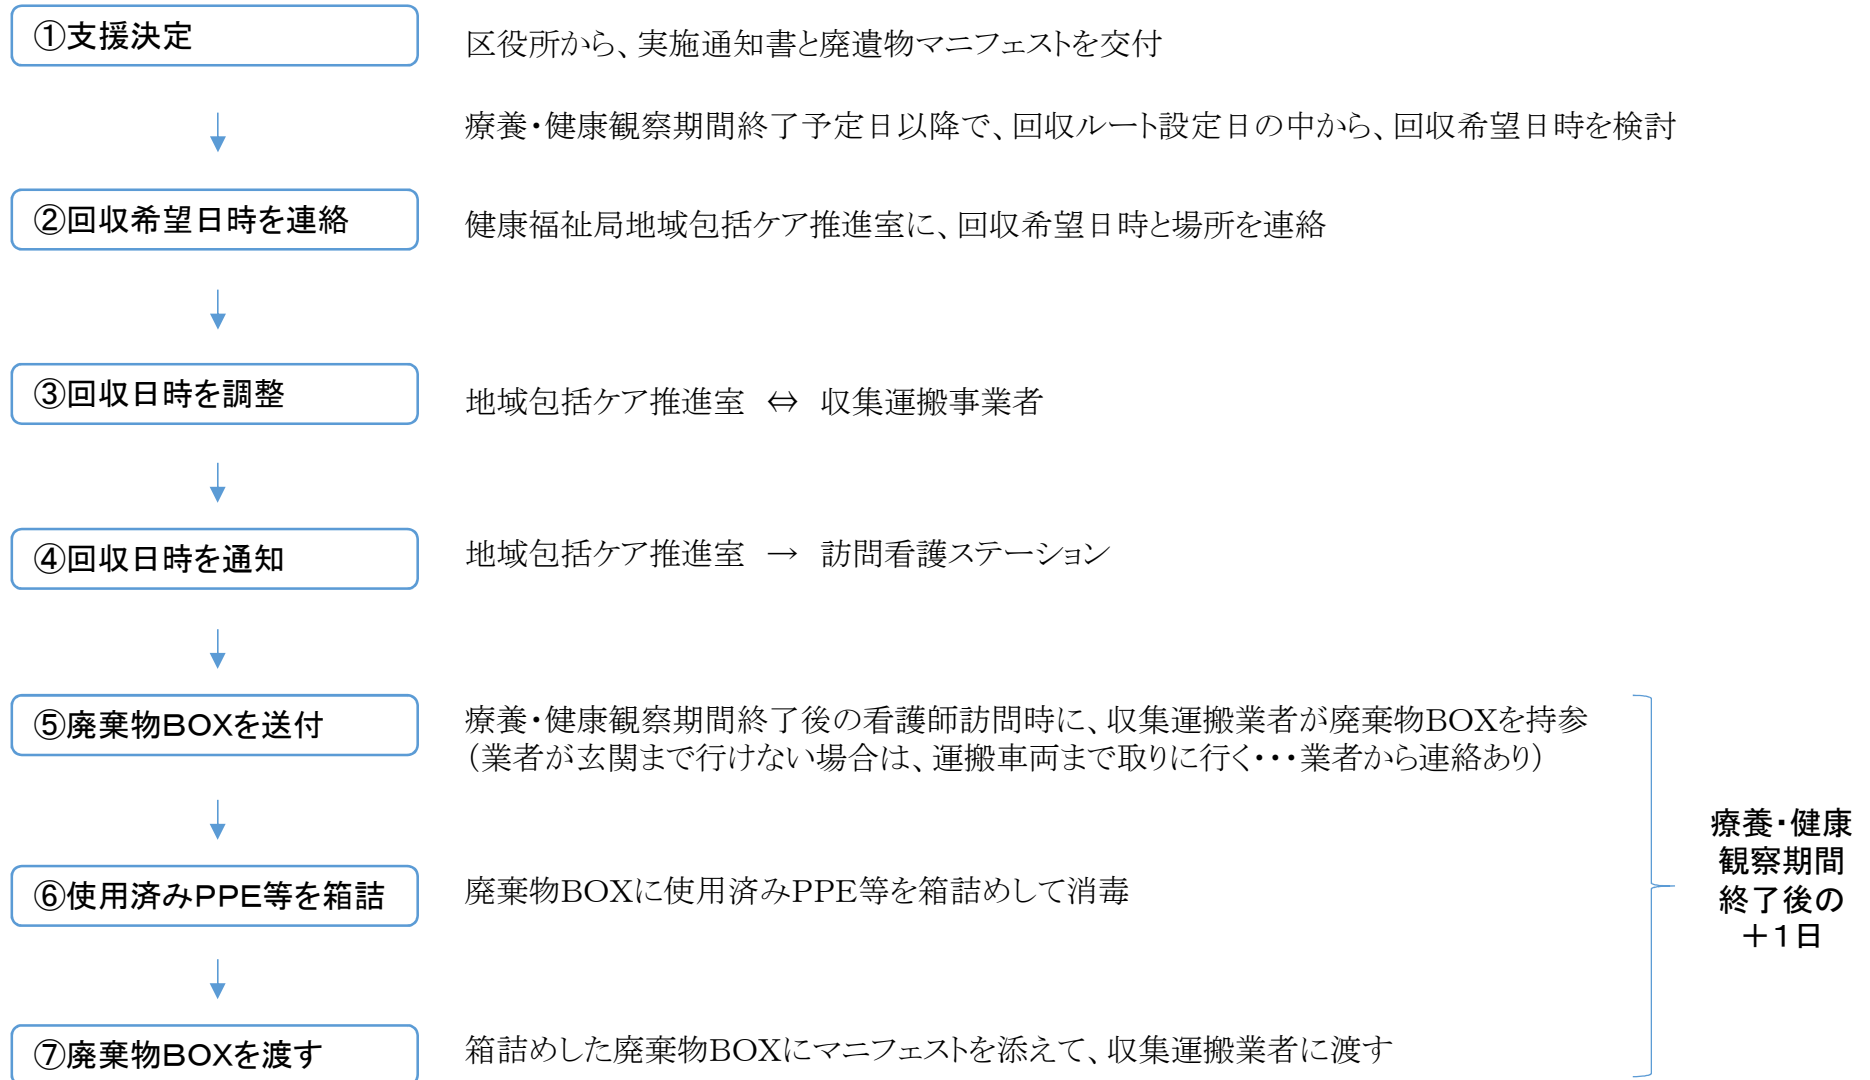 ①支援決定
区役所から、実施通知書と廃遺物マニフェストを交付
療養・健康観察期間終了予定日以降で、回収ルート設定日の中から、回収希望日時を検討
②回収希望日時を連絡
健康福祉局地域包括ケア推進室に、回収希望日時と場所を連絡
③回収日時を調整
地域包括ケア推進室 ⇔ 収集運搬事業者
④回収日時を通知
地域包括ケア推進室 → 訪問看護ステーション
⑤廃棄物BOXを送付
療養・健康観察期間終了後の看護師訪問時に、収集運搬業者が廃棄物BOXを持参
（業者が玄関まで行けない場合は、運搬車両まで取りに行く・・・業者から連絡あり）
⑥使用済みPPE等を箱詰
廃棄物BOXに使用済みPPE等を箱詰めして消毒
⑦廃棄物BOXを渡す
箱詰めした廃棄物BOXにマニフェストを添えて、収集運搬業者に渡す
療養・健康
観察期間
終了後の
＋１日